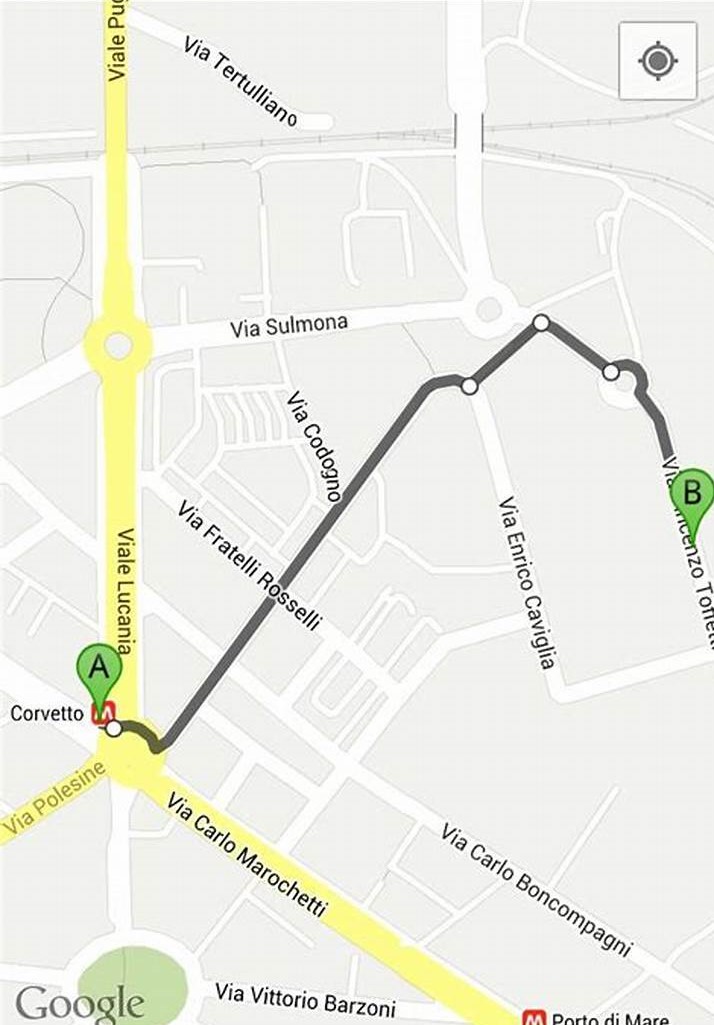 Viale Pug
Via Tertulliano
Via Sulmona
Via Codogno
Via Fratelli Rosselli
Viale Lucania
Via Enrico Caviglia
B
A
Corvetto M
Via Polesine
Via Carlo Marochetti
Via Carlo Boncompagni
Via Vittorio Barzoni
Google
M Porto di Mare